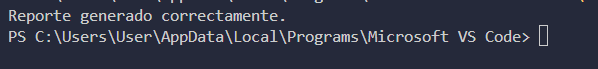 Reporte generado correctamente.
PS C:\Users\User\AppData\Local\Programs\Microsoft VS Code>